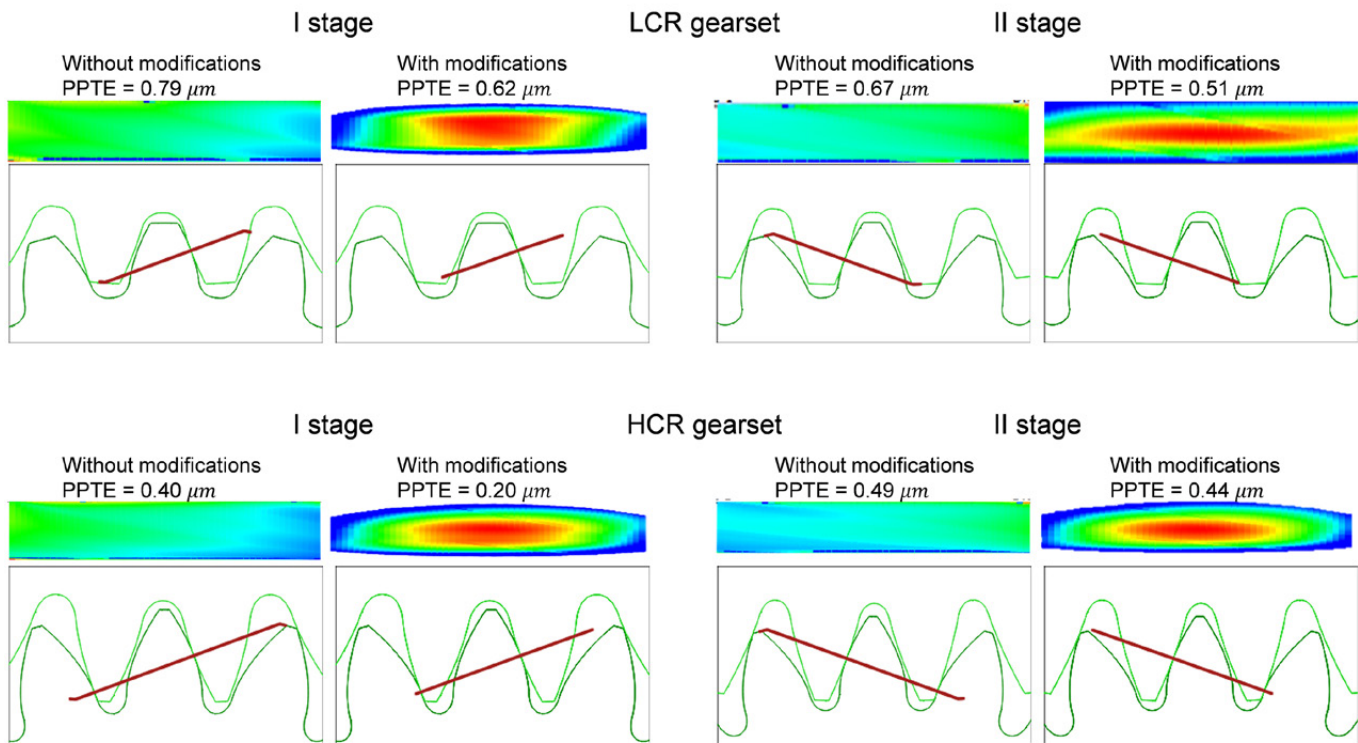 I stage
LCR gearset
II stage
Without modifications
PPTE = 0.79 μm
With modifications
PPTE = 0.62 μm
Without modifications
PPTE = 0.67 μm
With modifications
PPTE = 0.51 μm
I stage
HCR gearset
II stage
Without modifications
PPTE = 0.40 μm
With modifications
PPTE = 0.20 μm
Without modifications
PPTE = 0.49 μm
With modifications
PPTE = 0.44 μm